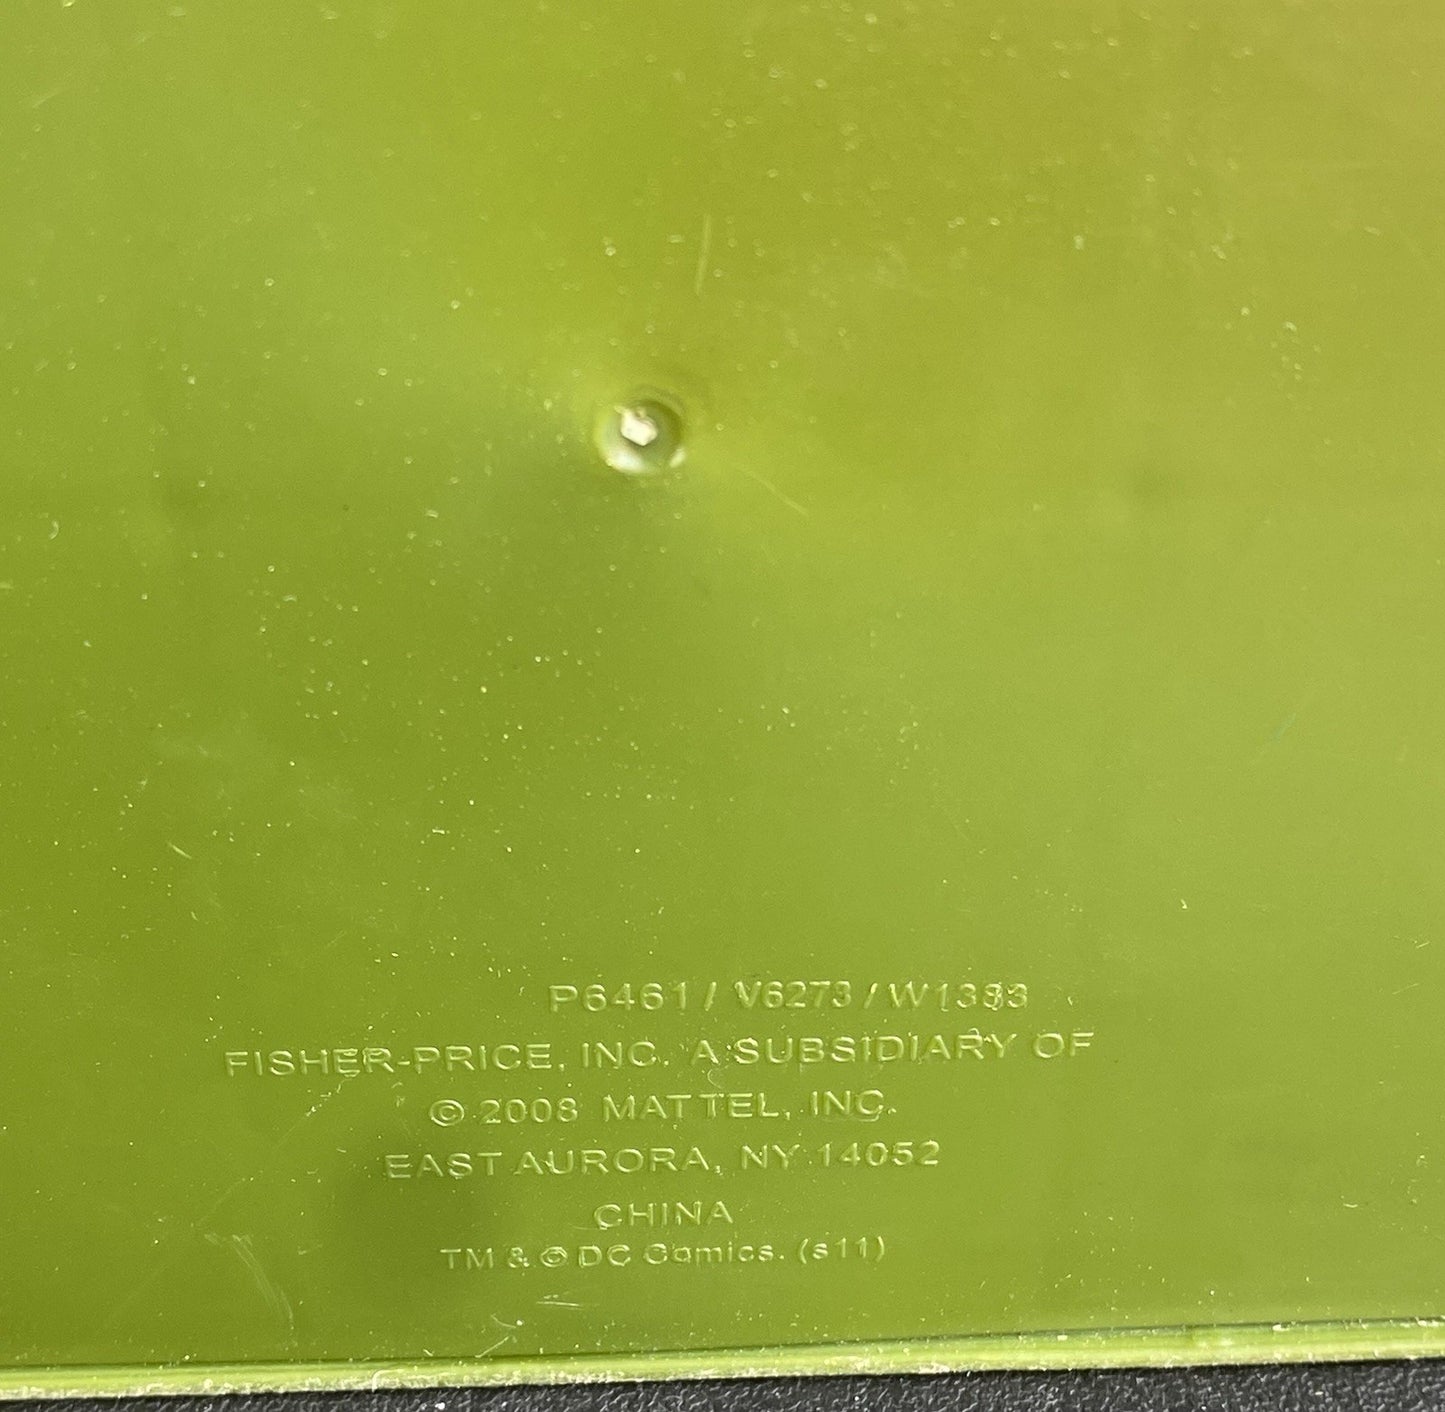 P6461 / V6273 / W1383
FISHER-PRICE, INC. A SUBSIDIARY OF
© 2008 MATTEL, INC.
EAST AURORA, NY 14052
CHINA
TM & © DC Comics. (s11)